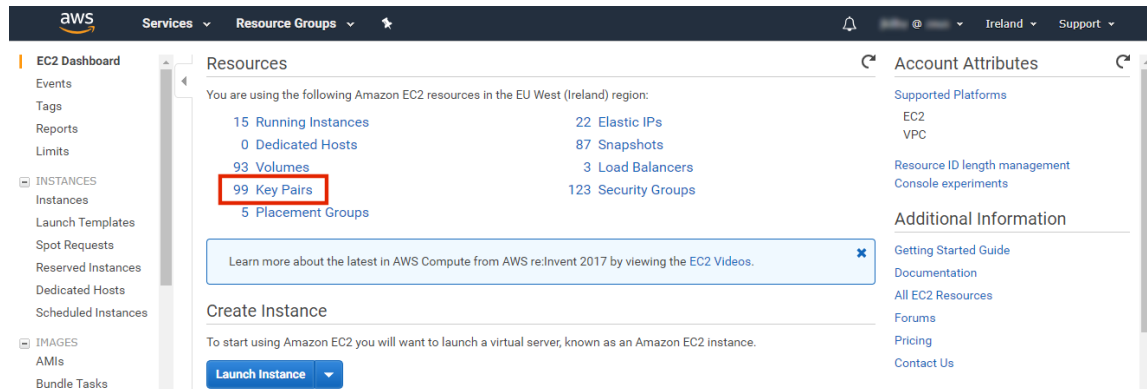 aws
Services
Resource Groups
@
Ireland
Support
EC2 Dashboard
Events
Tags
Reports
Limits
INSTANCES
Instances
Launch Templates
Spot Requests
Reserved Instances
Dedicated Hosts
Scheduled Instances
IMAGES
AMIs
Bundle Tasks
Resources
You are using the following Amazon EC2 resources in the EU West (Ireland) region:
15 Running Instances
0 Dedicated Hosts
93 Volumes
99 Key Pairs
5 Placement Groups
22 Elastic IPs
87 Snapshots
3 Load Balancers
123 Security Groups
Learn more about the latest in AWS Compute from AWS re:Invent 2017 by viewing the EC2 Videos.
Create Instance
To start using Amazon EC2 you will want to launch a virtual server, known as an Amazon EC2 instance.
Launch Instance
Account Attributes
Supported Platforms
EC2
VPC
Resource ID length management
Console experiments
Additional Information
Getting Started Guide
Documentation
All EC2 Resources
Forums
Pricing
Contact Us